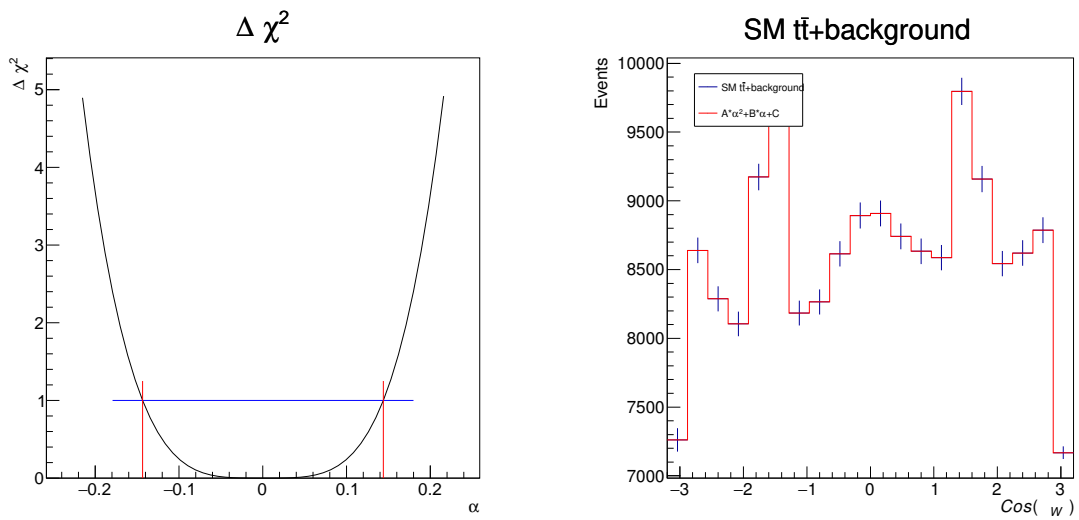 Δ χ²
Δ χ²
5
4
3
2
1
0
−0.2 −0.1 0 0.1 0.2
α
SM tt̄+background
Events
SM tt̄+background
A*α²+B*α+C
10000
9500
9000
8500
8000
7500
7000
−3 −2 −1 0 1 2 3
Cos( W)